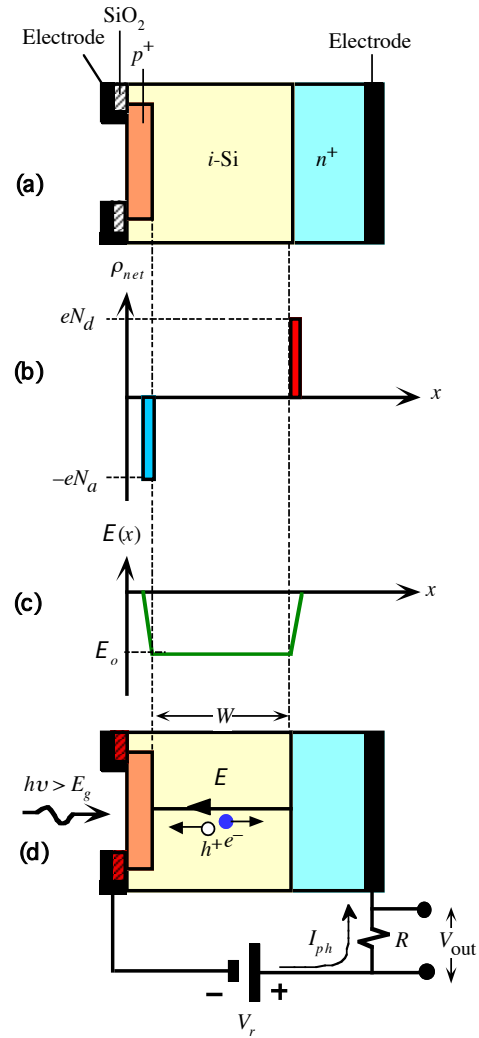 SiO₂
Electrode
p⁺
Electrode
i-Si
n⁺
(a)
ρnet
eNd
(b)
x
−eNa
E(x)
(c)
x
Eo
W
hυ > Eg
E
h⁺ e⁻
(d)
Iph
R
Vout
− +
Vr